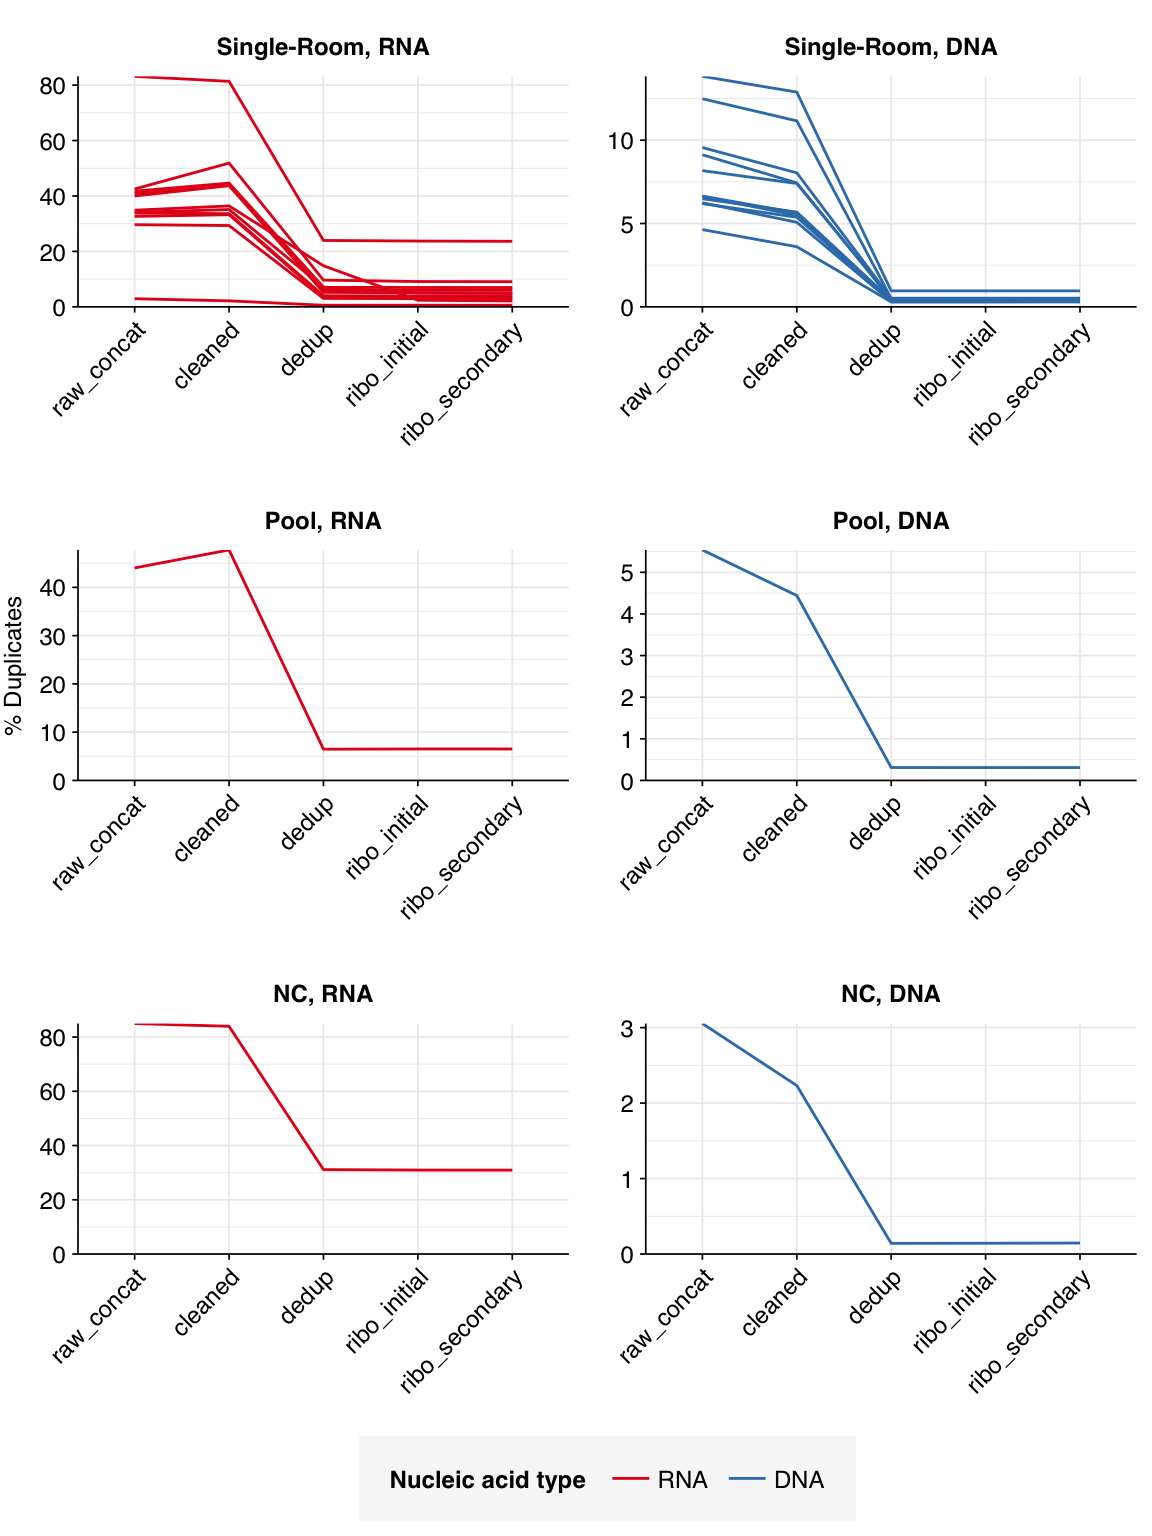 Single-Room, RNA
Single-Room, DNA
80
60
40
20
0
10
5
0
raw_concat
cleaned
dedup
ribo_initial
ribo_secondary
raw_concat
cleaned
dedup
ribo_initial
ribo_secondary
Pool, RNA
Pool, DNA
% Duplicates
40
30
20
10
0
5
4
3
2
1
0
raw_concat
cleaned
dedup
ribo_initial
ribo_secondary
raw_concat
cleaned
dedup
ribo_initial
ribo_secondary
NC, RNA
NC, DNA
80
60
40
20
0
3
2
1
0
raw_concat
cleaned
dedup
ribo_initial
ribo_secondary
raw_concat
cleaned
dedup
ribo_initial
ribo_secondary
Nucleic acid type RNA DNA